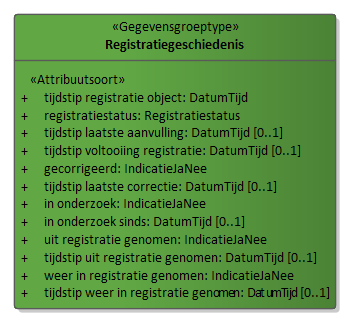 «Gegevensgroeptype»
Registratiegeschiedenis
«Attribuutsoort»
+ tijdstip registratie object: DatumTijd
+ registratiestatus: Registratiestatus
+ tijdstip laatste aanvulling: DatumTijd [0..1]
+ tijdstip voltooiing registratie: DatumTijd [0..1]
+ gecorrigeerd: IndicatieJaNee
+ tijdstip laatste correctie: DatumTijd [0..1]
+ in onderzoek: IndicatieJaNee
+ in onderzoek sinds: DatumTijd [0..1]
+ uit registratie genomen: IndicatieJaNee
+ tijdstip uit registratie genomen: DatumTijd [0..1]
+ weer in registratie genomen: IndicatieJaNee
+ tijdstip weer in registratie genomen: DatumTijd [0..1]